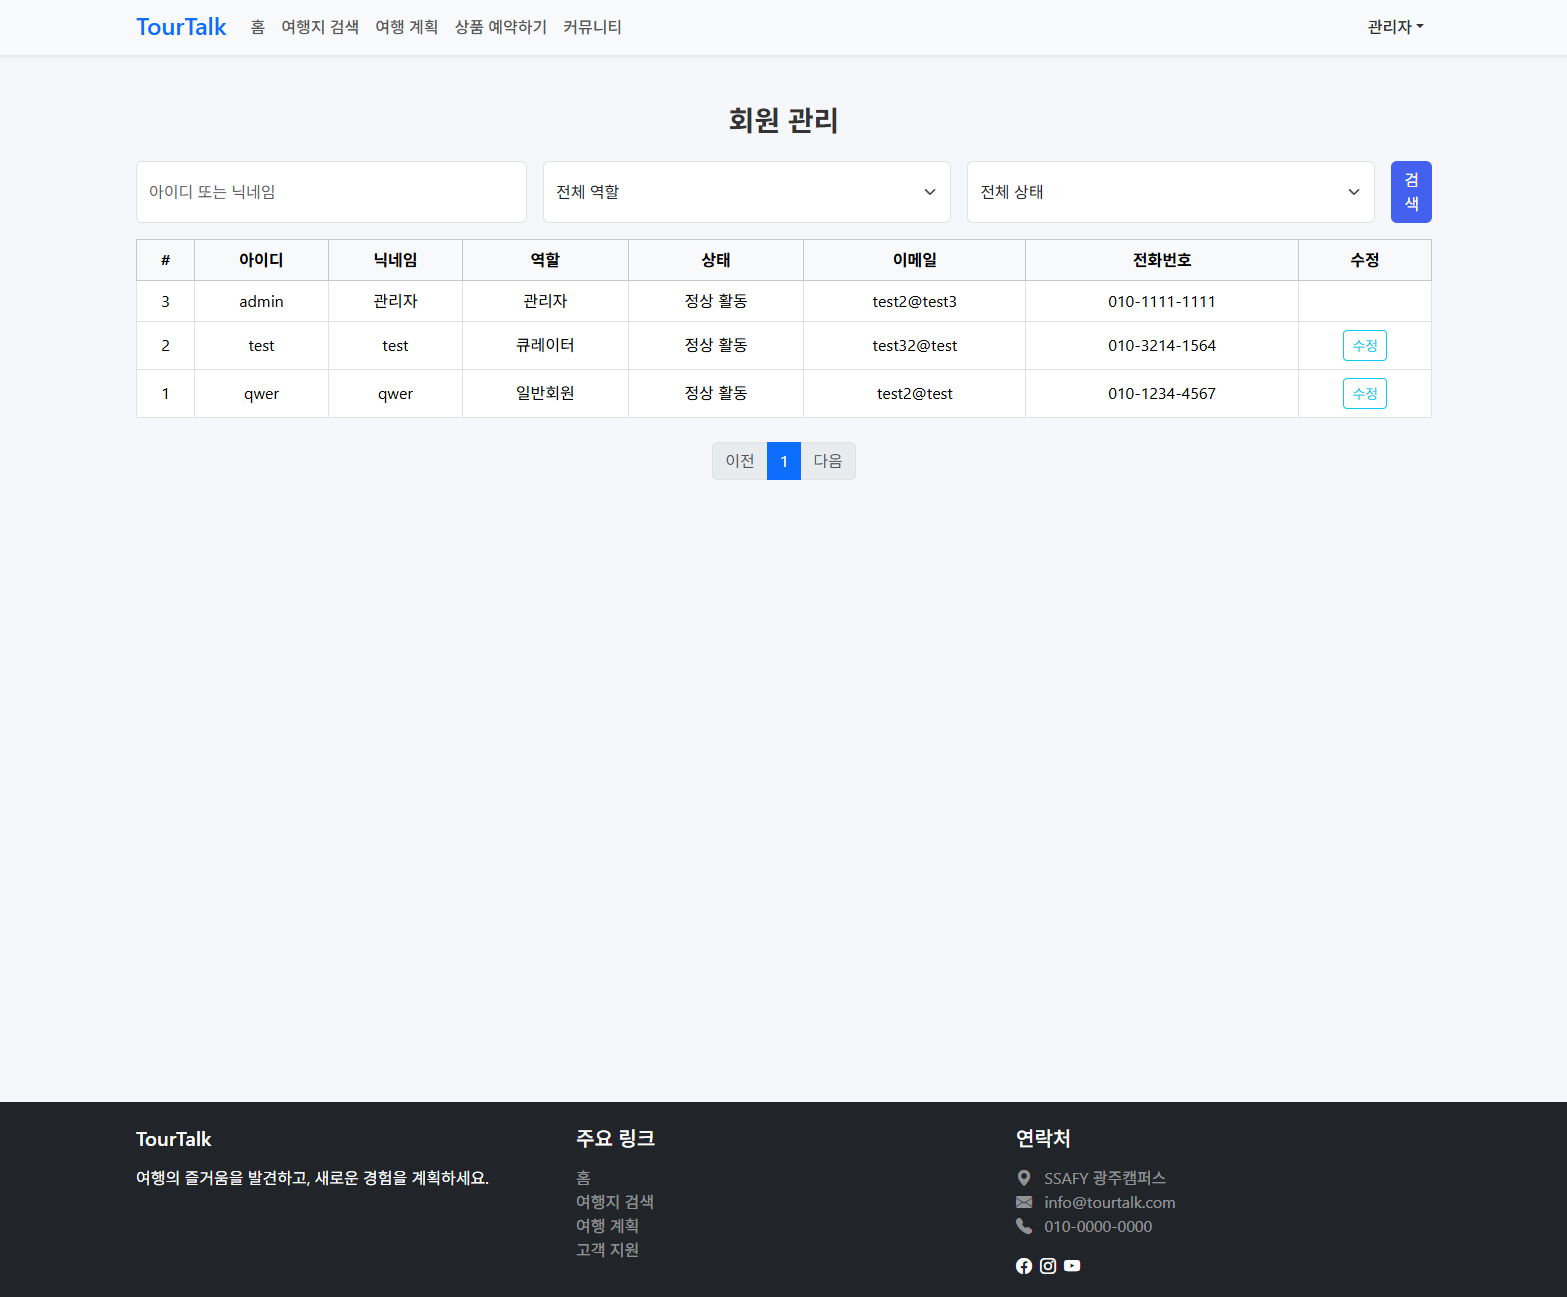 TourTalk 홈 여행지 검색 여행 계획 상품 예약하기 커뮤니티 관리자
회원 관리
아이디 또는 닉네임 전체 역할 전체 상태 검
색
# 아이디 닉네임 역할 상태 이메일 전화번호 수정
3 admin 관리자 관리자 정상 활동 test2@test3 010-1111-1111
2 test test 큐레이터 정상 활동 test32@test 010-3214-1564 수정
1 qwer qwer 일반회원 정상 활동 test2@test 010-1234-4567 수정
이전 1 다음
TourTalk
여행의 즐거움을 발견하고, 새로운 경험을 계획하세요.
주요 링크
홈
여행지 검색
여행 계획
고객 지원
연락처
SSAFY 광주캠퍼스
info@tourtalk.com
010-0000-0000